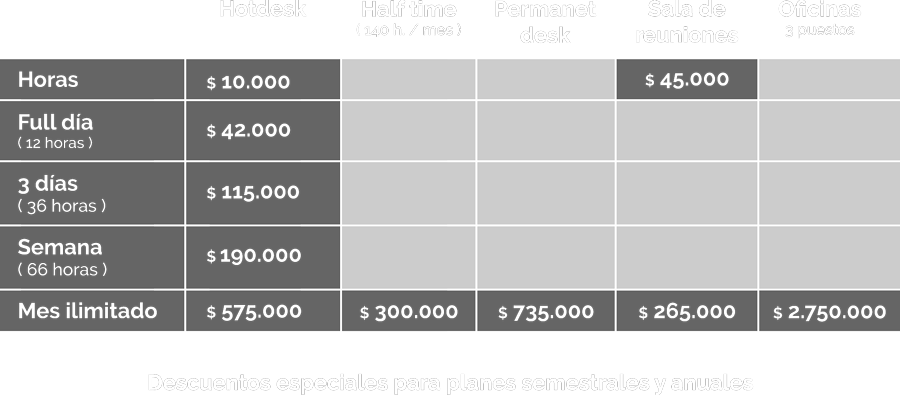 Hotdesk Half time Permanet Sala de Oficinas
( 140 h. / mes ) desk reuniones 3 puestos
Horas $ 10.000 $ 45.000
Full día $ 42.000
( 12 horas )
3 días $ 115.000
( 36 horas )
Semana $ 190.000
( 66 horas )
Mes ilimitado $ 575.000 $ 300.000 $ 735.000 $ 265.000 $ 2.750.000
Descuentos especiales para planes semestrales y anuales